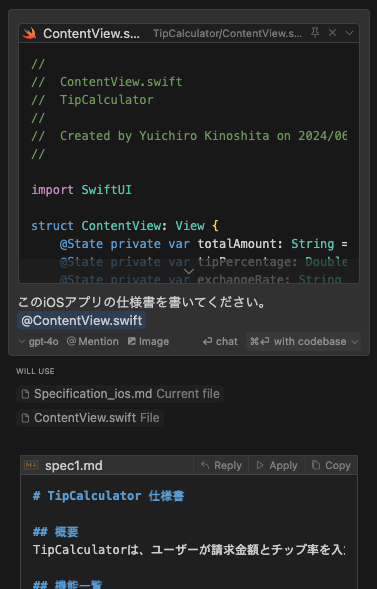 ContentView.s... TipCalculator/ContentView.s...
//
// ContentView.swift
// TipCalculator
//
// Created by Yuichiro Kinoshita on 2024/06
//
import SwiftUI
struct ContentView: View {
@State private var totalAmount: String =
@State private var tipPercentage: Double
@State private var exchangeRate: String
このiOSアプリの仕様書を書いてください。
@ContentView.swift
gpt-4o @ Mention Image chat ⌘⏎ with codebase
WILL USE
Specification_ios.md Current file
ContentView.swift File
spec1.md Reply Apply Copy
# TipCalculator 仕様書
## 概要
TipCalculatorは、ユーザーが請求金額とチップ率を入
## 機能一覧